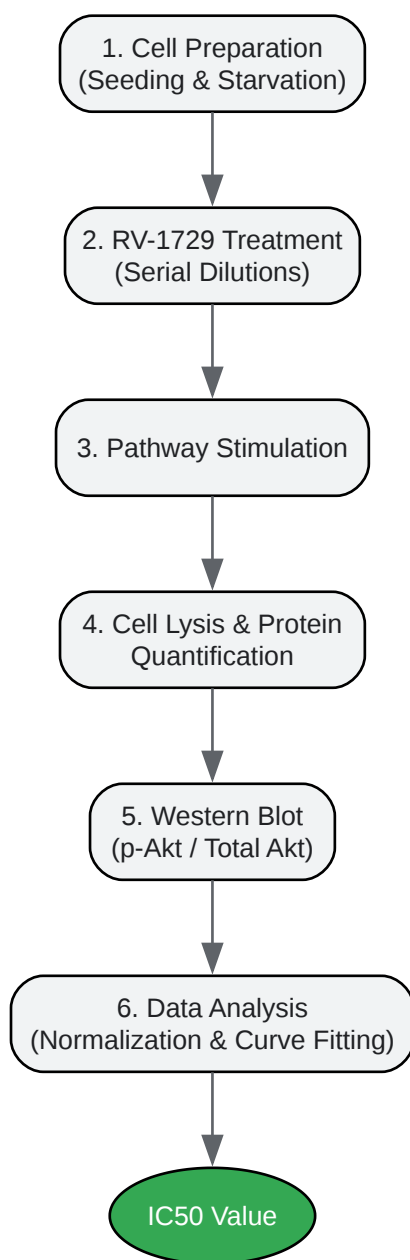 1. Cell Preparation
(Seeding & Starvation)
2. RV-1729 Treatment
(Serial Dilutions)
3. Pathway Stimulation
4. Cell Lysis & Protein
Quantification
5. Western Blot
(p-Akt / Total Akt)
6. Data Analysis
(Normalization & Curve Fitting)
IC50 Value